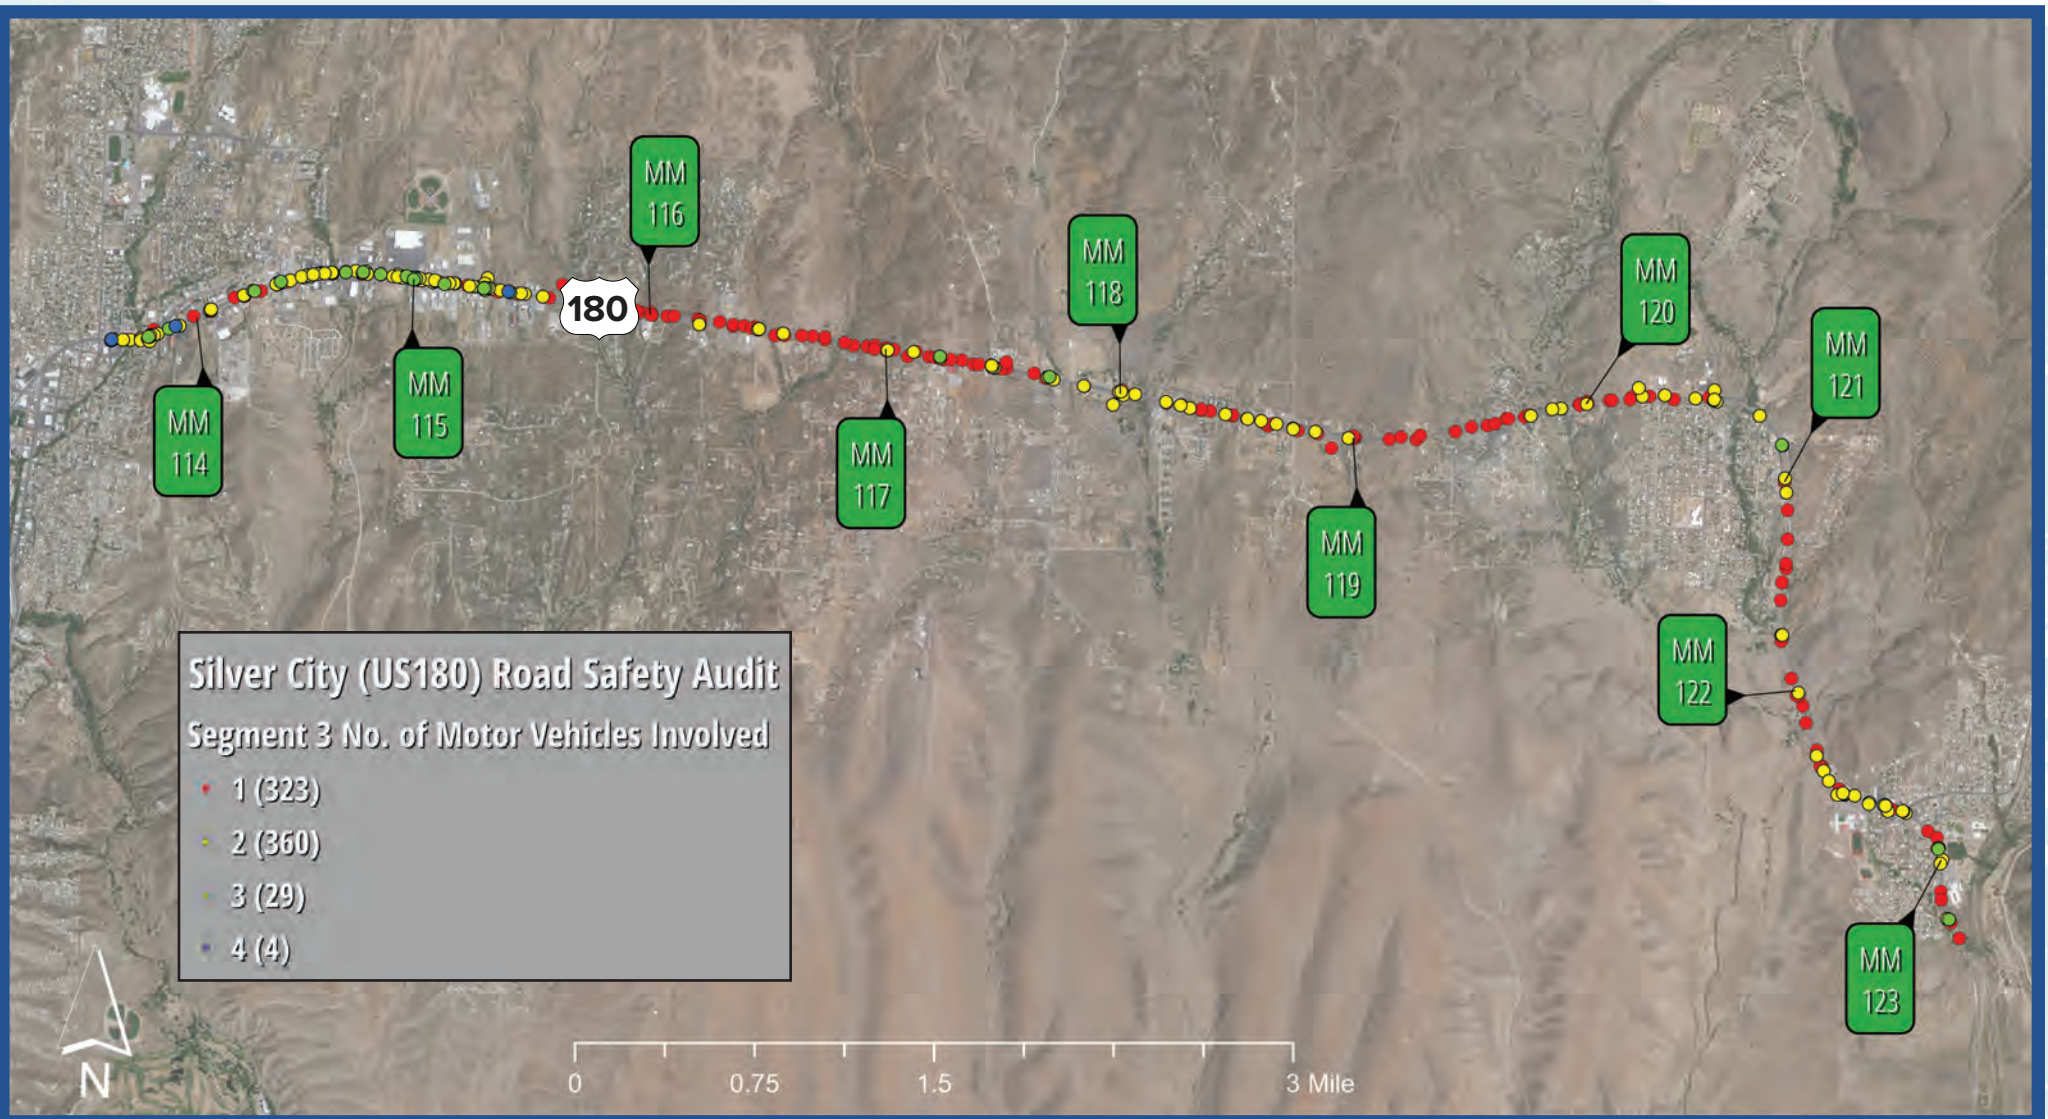 MM
116
MM
118
MM
120
180
MM
121
MM
114
MM
115
MM
117
MM
119
MM
122
MM
123
Silver City (US180) Road Safety Audit
Segment 3 No. of Motor Vehicles Involved
1 (323)
2 (360)
3 (29)
4 (4)
N
0 0.75 1.5 3 Mile